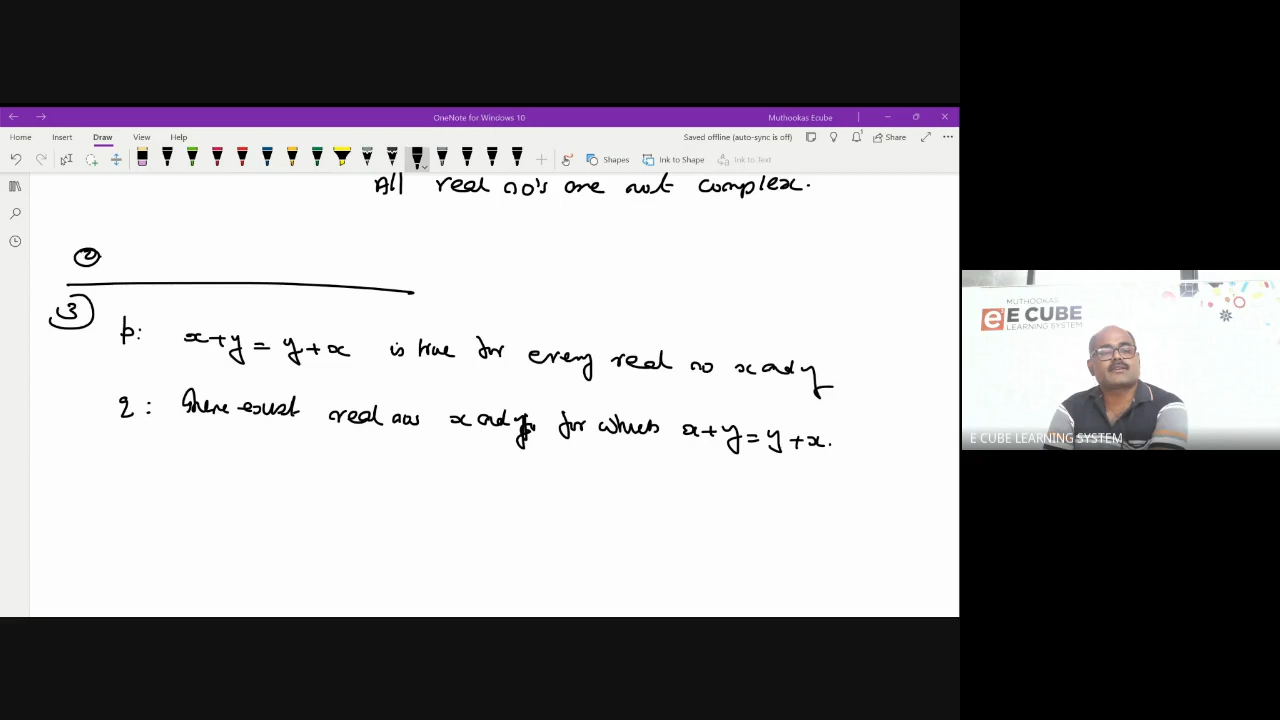 OneNote for Windows 10
Muthookas Ecube
Home Insert Draw View Help
Saved offline (auto-sync is off)
Share
Shapes
Ink to Shape
Ink to Text
All real no's are not complex.
②
③
p: x+y = y+x is true for every real no x and y
q: There exist real nos x and y for which x+y = y+x.
MUTHOOKAS
e E CUBE
LEARNING SYSTEM
E CUBE LEARNING SYSTEM